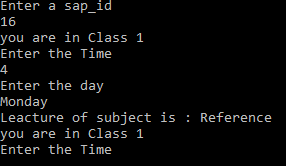 Enter a sap_id
16
you are in Class 1
Enter the Time
4
Enter the day
Monday
Leacture of subject is : Reference
you are in Class 1
Enter the Time